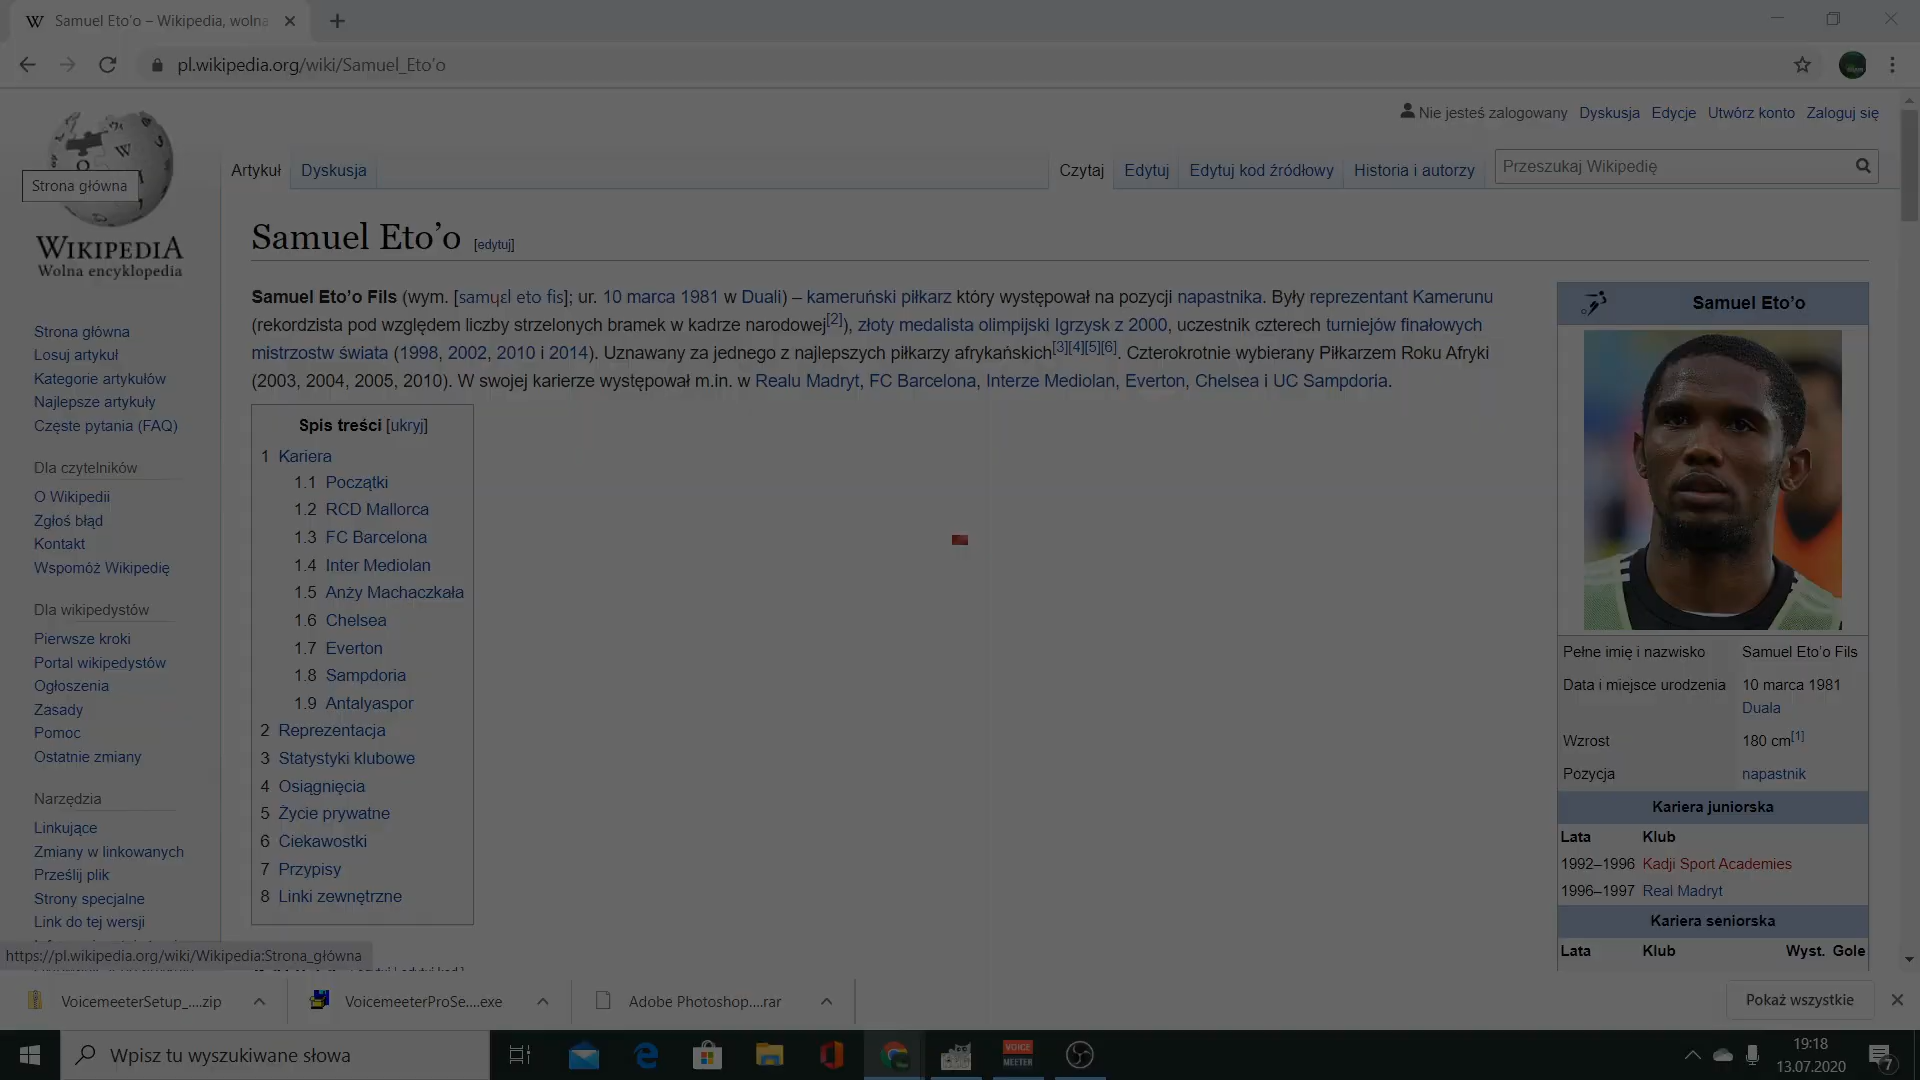 Samuel Eto'o – Wikipedia, wolna
pl.wikipedia.org/wiki/Samuel_Eto'o
Nie jesteś zalogowany Dyskusja Edycje Utwórz konto Zaloguj się
Artykuł Dyskusja Czytaj Edytuj Edytuj kod źródłowy Historia i autorzy Przeszukaj Wikipedię
Strona główna
WIKIPEDIA
Wolna encyklopedia
Strona główna
Losuj artykuł
Kategorie artykułów
Najlepsze artykuły
Częste pytania (FAQ)
Dla czytelników
O Wikipedii
Zgłoś błąd
Kontakt
Wspomóż Wikipedię
Dla wikipedystów
Pierwsze kroki
Portal wikipedystów
Ogłoszenia
Zasady
Pomoc
Ostatnie zmiany
Narzędzia
Linkujące
Zmiany w linkowanych
Prześlij plik
Strony specjalne
Link do tej wersji
Samuel Eto'o [edytuj]
Samuel Eto'o Fils (wym. [samɥɛl eto fis]; ur. 10 marca 1981 w Duali) – kameruński piłkarz który występował na pozycji napastnika. Były reprezentant Kamerunu
(rekordzista pod względem liczby strzelonych bramek w kadrze narodowej[2]), złoty medalista olimpijski Igrzysk z 2000, uczestnik czterech turniejów finałowych
mistrzostw świata (1998, 2002, 2010 i 2014). Uznawany za jednego z najlepszych piłkarzy afrykańskich[3][4][5][6]. Czterokrotnie wybierany Piłkarzem Roku Afryki
(2003, 2004, 2005, 2010). W swojej karierze występował m.in. w Realu Madryt, FC Barcelona, Interze Mediolan, Everton, Chelsea i UC Sampdoria.
Spis treści [ukryj]
1 Kariera
1.1 Początki
1.2 RCD Mallorca
1.3 FC Barcelona
1.4 Inter Mediolan
1.5 Anży Machaczkała
1.6 Chelsea
1.7 Everton
1.8 Sampdoria
1.9 Antalyaspor
2 Reprezentacja
3 Statystyki klubowe
4 Osiągnięcia
5 Życie prywatne
6 Ciekawostki
7 Przypisy
8 Linki zewnętrzne
Samuel Eto'o
Pełne imię i nazwisko Samuel Eto'o Fils
Data i miejsce urodzenia 10 marca 1981
Duala
Wzrost 180 cm[1]
Pozycja napastnik
Kariera juniorska
Lata Klub
1992–1996 Kadji Sport Academies
1996–1997 Real Madryt
Kariera seniorska
Lata Klub Wyst. Gole
https://pl.wikipedia.org/wiki/Wikipedia:Strona_główna
VoicemeeterSetup_....zip VoicemeeterProSe....exe Adobe Photoshop....rar Pokaż wszystkie
Wpisz tu wyszukiwane słowa
VOICE
MEETER
19:18
13.07.2020
7